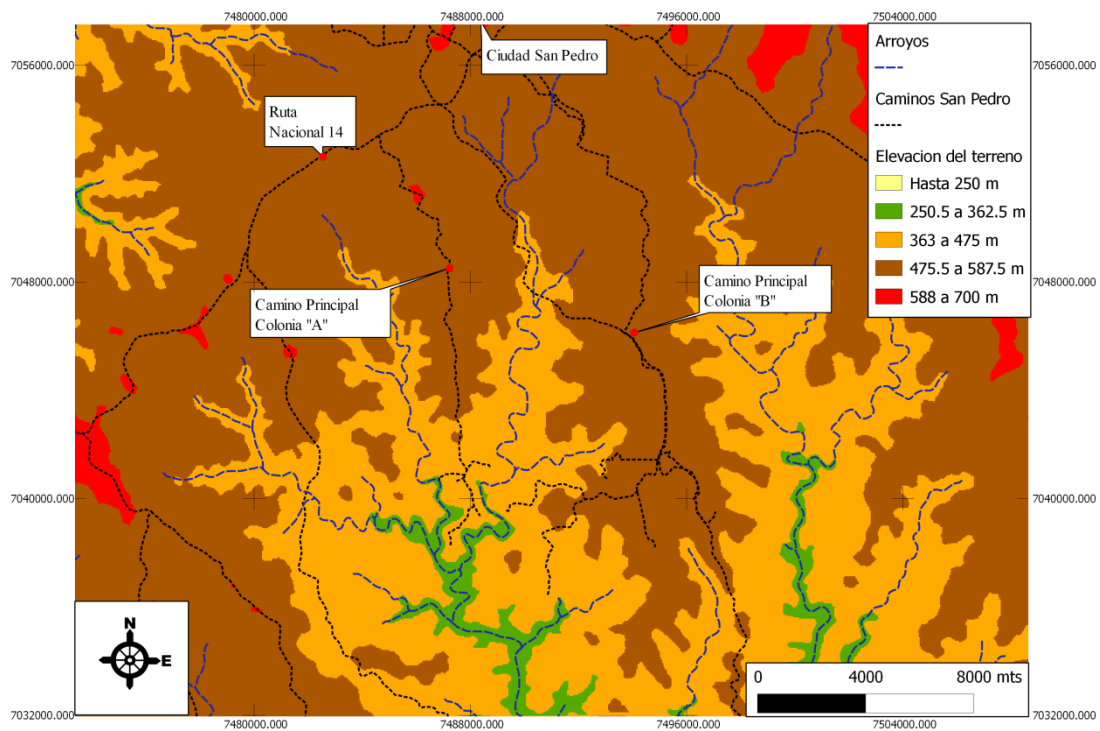 7480000.000
7488000.000
7496000.000
7504000.000
7056000.000
7056000.000
Ciudad San Pedro
Ruta
Nacional 14
Arroyos
Caminos San Pedro
Elevacion del terreno
Hasta 250 m
250.5 a 362.5 m
363 a 475 m
475.5 a 587.5 m
588 a 700 m
7048000.000
7048000.000
Camino Principal
Colonia "A"
Camino Principal
Colonia "B"
7040000.000
7040000.000
N
E
0
4000
8000 mts
7032000.000
7032000.000
7480000.000
7488000.000
7496000.000
7504000.000